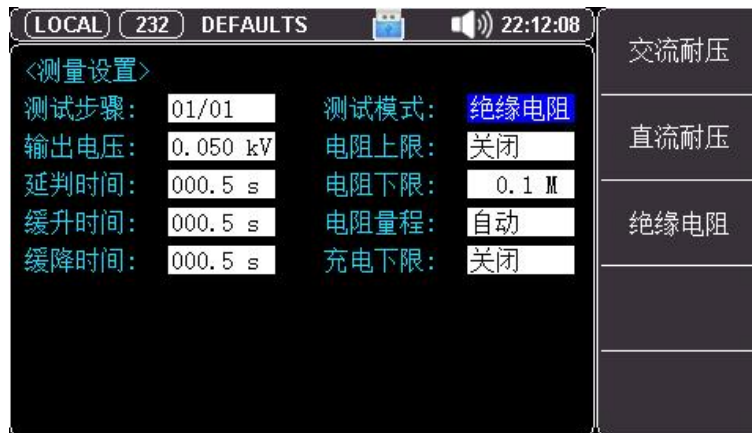 LOCAL 232 DEFAULTS 22:12:08
<测量设置>
测试步骤: 01/01 测试模式: 绝缘电阻
输出电压: 0.050 kV 电阻上限: 关闭
延判时间: 000.5 s 电阻下限: 0.1 M
缓升时间: 000.5 s 电阻量程: 自动
缓降时间: 000.5 s 充电下限: 关闭
交流耐压
直流耐压
绝缘电阻